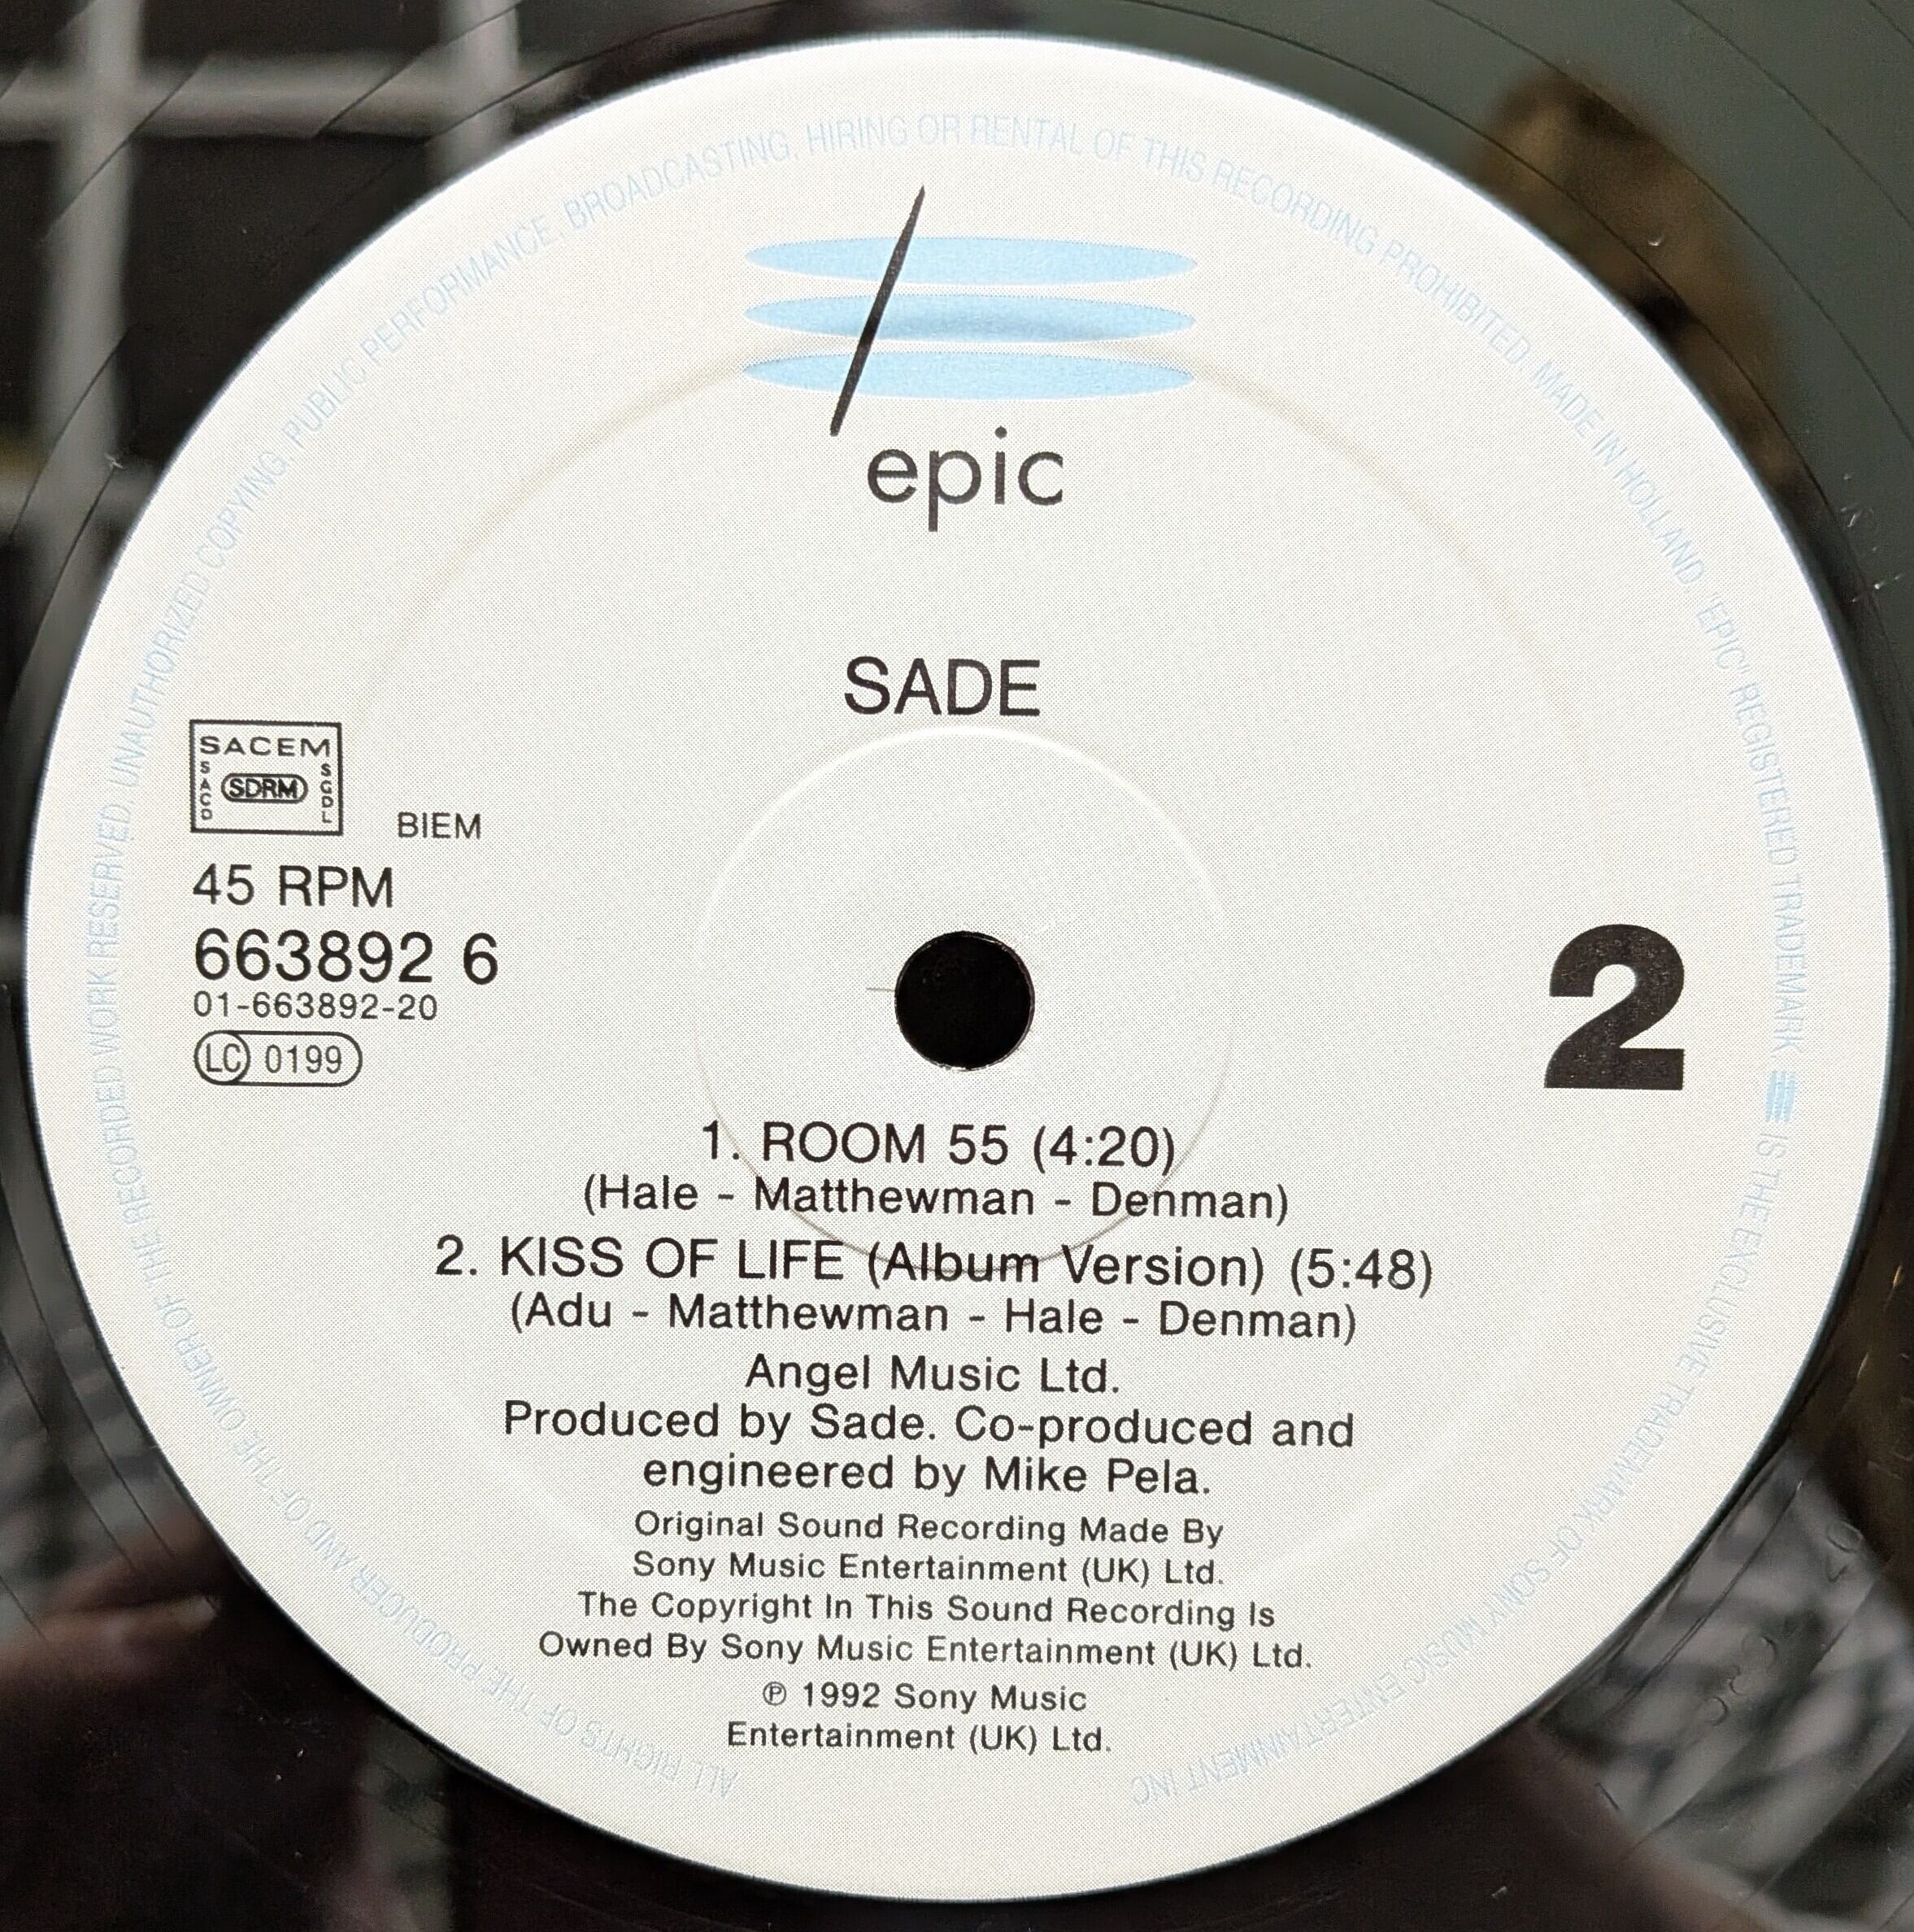 ALL RIGHTS OF THE PRODUCER AND OF THE OWNER OF THE RECORDED WORK RESERVED. UNAUTHORIZED COPYING, PUBLIC PERFORMANCE, BROADCASTING, HIRING OR RENTAL OF THIS RECORDING PROHIBITED. MADE IN HOLLAND. 'EPIC' REGISTERED TRADEMARK. IS THE EXCLUSIVE TRADEMARK OF SONY MUSIC ENTERTAINMENT INC
epic
SADE
SACEM
SACD
SDRM
SGDL
BIEM
45 RPM
663892 6
01-663892-20
LC 0199
2
1. ROOM 55 (4:20)
(Hale - Matthewman - Denman)
2. KISS OF LIFE (Album Version) (5:48)
(Adu - Matthewman - Hale - Denman)
Angel Music Ltd.
Produced by Sade. Co-produced and
engineered by Mike Pela.
Original Sound Recording Made By
Sony Music Entertainment (UK) Ltd.
The Copyright In This Sound Recording Is
Owned By Sony Music Entertainment (UK) Ltd.
℗ 1992 Sony Music
Entertainment (UK) Ltd.